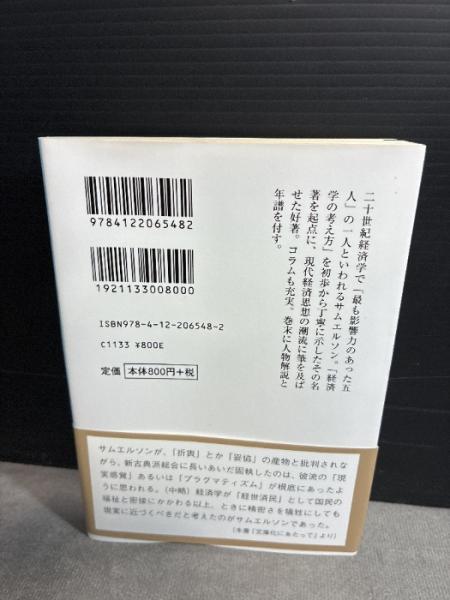 二十世紀経済学で「最も影響力のあった五
人」の一人といわれるサムエルソン。「経済
学の考え方」を初歩から丁寧に示したその名
著を起点に、現代経済思想の潮流に筆を及ば
せた好著。コラムも充実。巻末に人物解説と
年譜を付す。
9784122065482
1921133008000
ISBN978-4-12-206548-2
C1133 ¥800E
定価 本体800円+税
サムエルソンが、「折衷」とか「妥協」の産物と批判されな
がら、新古典派総合に長いあいだ固執したのは、彼流の「現
実感覚」あるいは「プラグマティズム」が根底にあったよ
うに思われる。(中略)経済学が「経世済民」として国民の
福祉と密接にかかわる以上、ときに精密さを犠牲にしても
現実に近づくべきだと考えたのがサムエルソンであった。
(本書「文庫化にあたって」より)